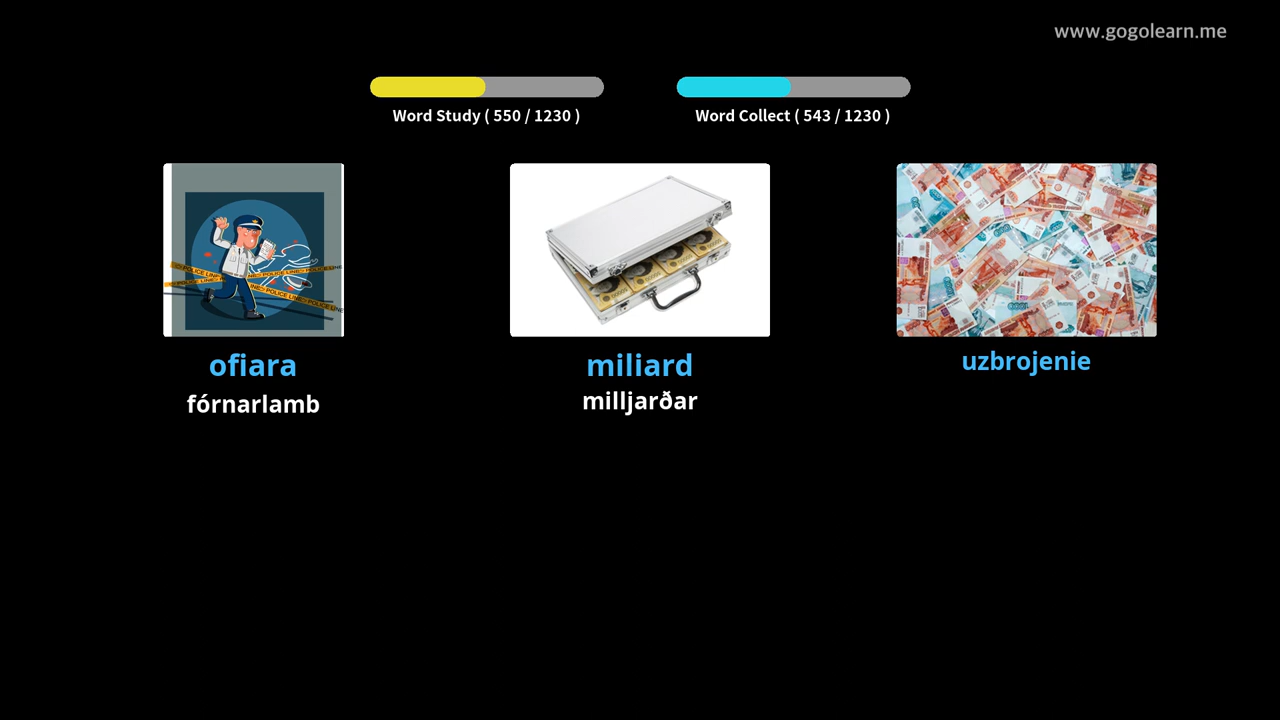 www.gogolearn.me
Word Study ( 550 / 1230 )
Word Collect ( 543 / 1230 )
ofiara
fórnarlamb
miliard
milljarðar
uzbrojenie